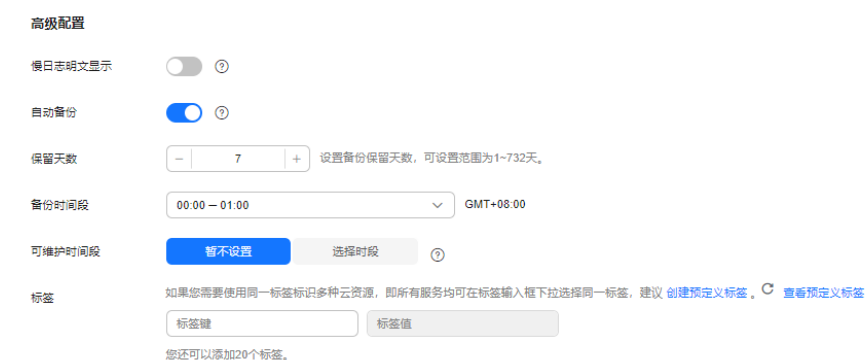 高级配置
慢日志明文显示
自动备份
保留天数 − 7 + 设置备份保留天数，可设置范围为1~732天。
备份时间段 00:00 — 01:00 GMT+08:00
可维护时间段 暂不设置 选择时段
标签 如果您需要使用同一标签标识多种云资源，即所有服务均可在标签输入框下拉选择同一标签，建议 创建预定义标签 。 查看预定义标签
标签键 标签值
您还可以添加20个标签。